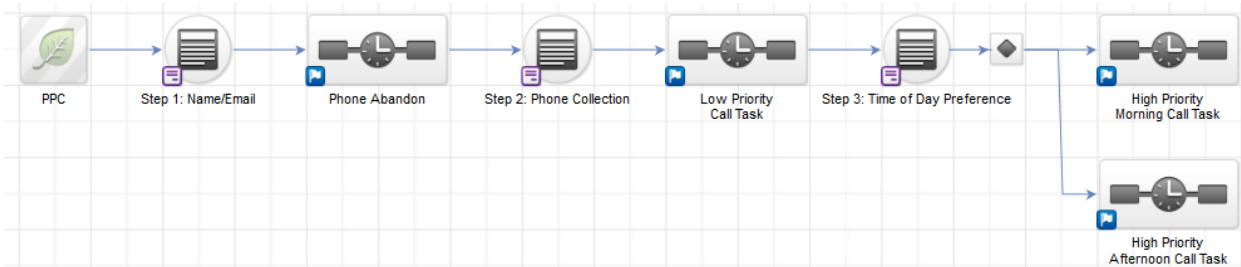 PPC
Step 1: Name/Email
Phone Abandon
Step 2: Phone Collection
Low Priority
Call Task
Step 3: Time of Day Preference
High Priority
Morning Call Task
High Priority
Afternoon Call Task